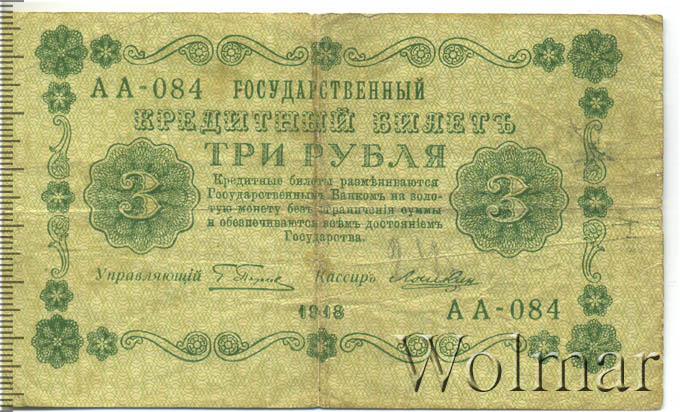 АА-084 ГОСУДАРСТВЕННЫЙ
КРЕДИТНЫЙ БИЛЕТЪ
ТРИ РУБЛЯ
3
3
Кредитные билеты размѣниваются
Государственнымъ Банкомъ на золо-
тую монету безъ ограниченія суммы
и обезпечиваются всѣмъ достояніемъ
Государства.
Управляющій
Кассиръ
1918
АА-084
Wolmar